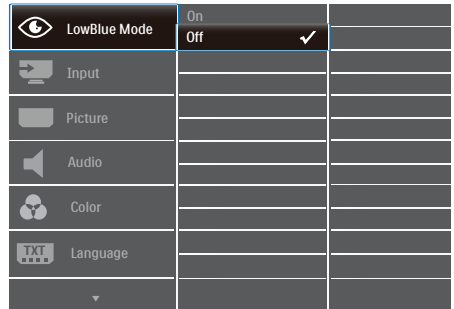 LowBlue Mode
On
Off
Input
Picture
Audio
Color
TXT
Language